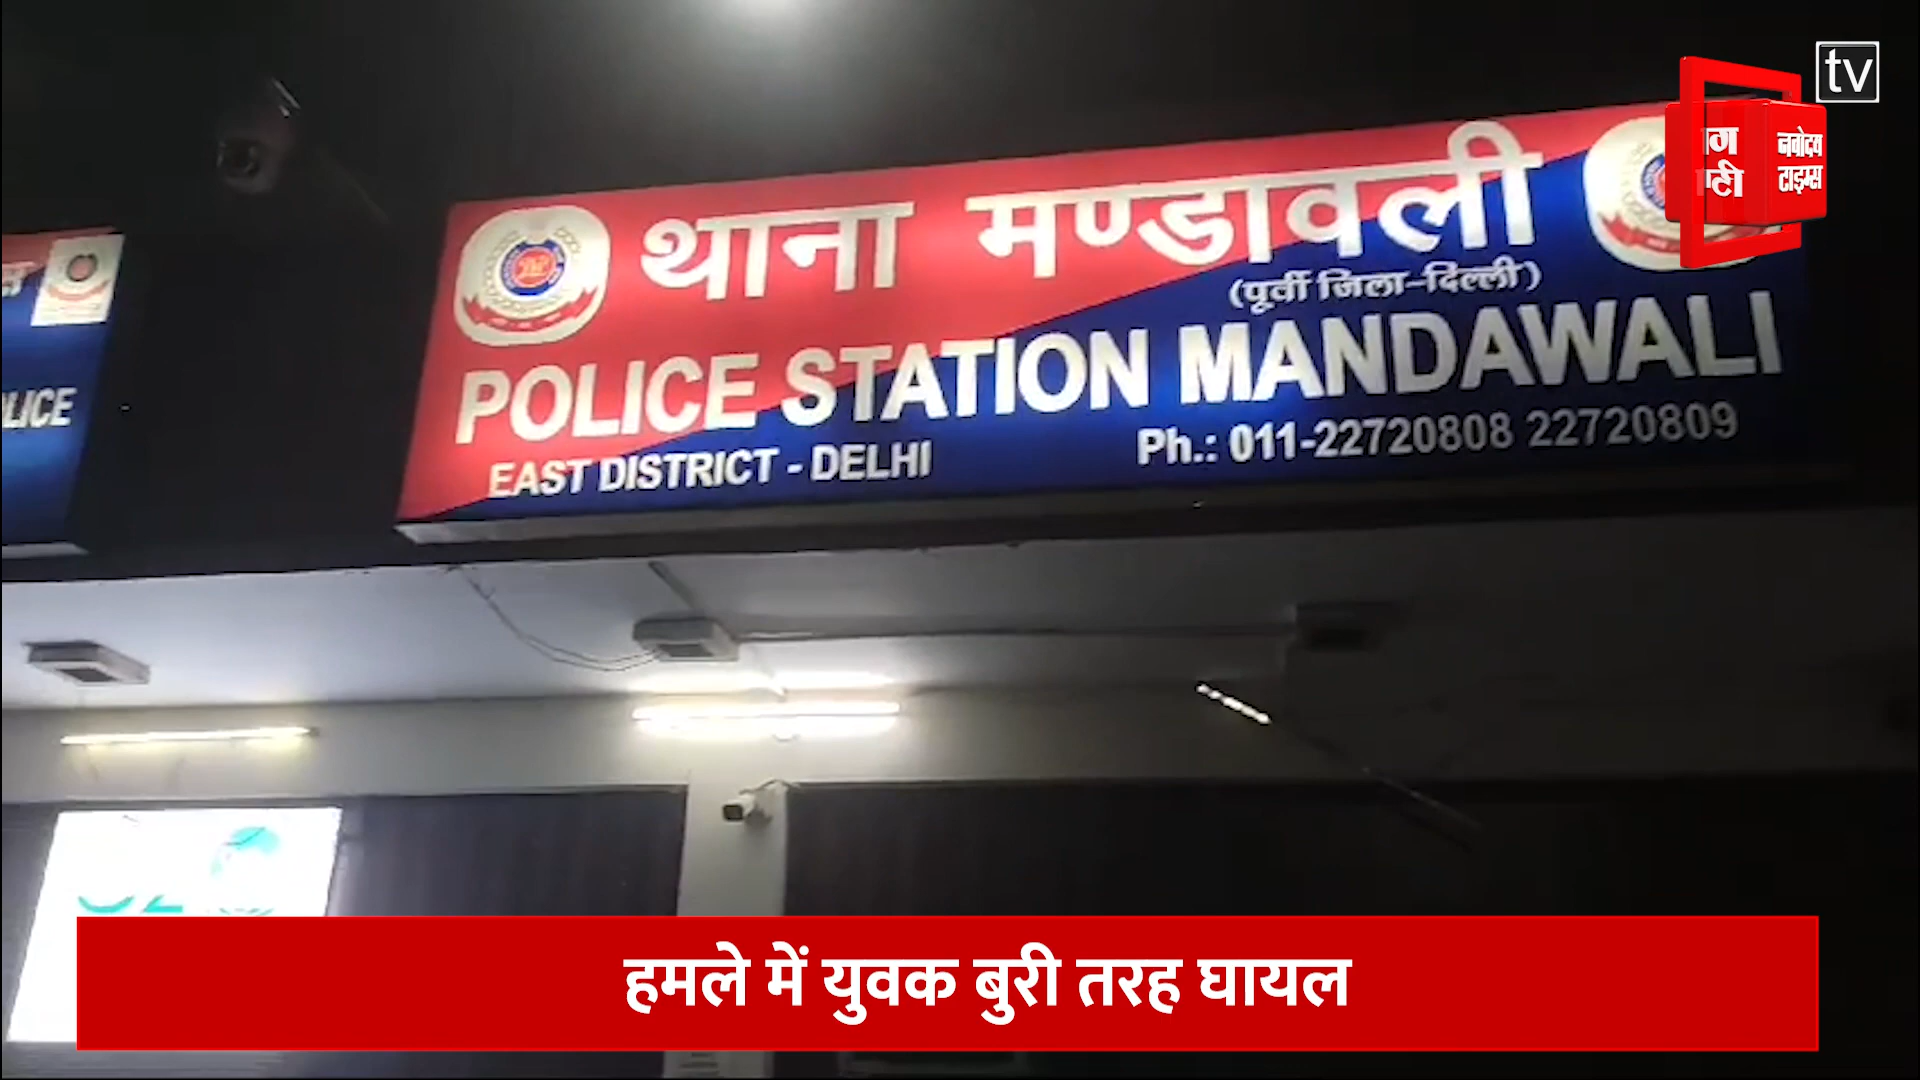 tv
नवोदय
टाइम्स
थाना मण्डावली
(पूर्वी जिला-दिल्ली)
POLICE STATION MANDAWALI
EAST DISTRICT - DELHI
Ph.: 011-22720808 22720809
हमले में युवक बुरी तरह घायल